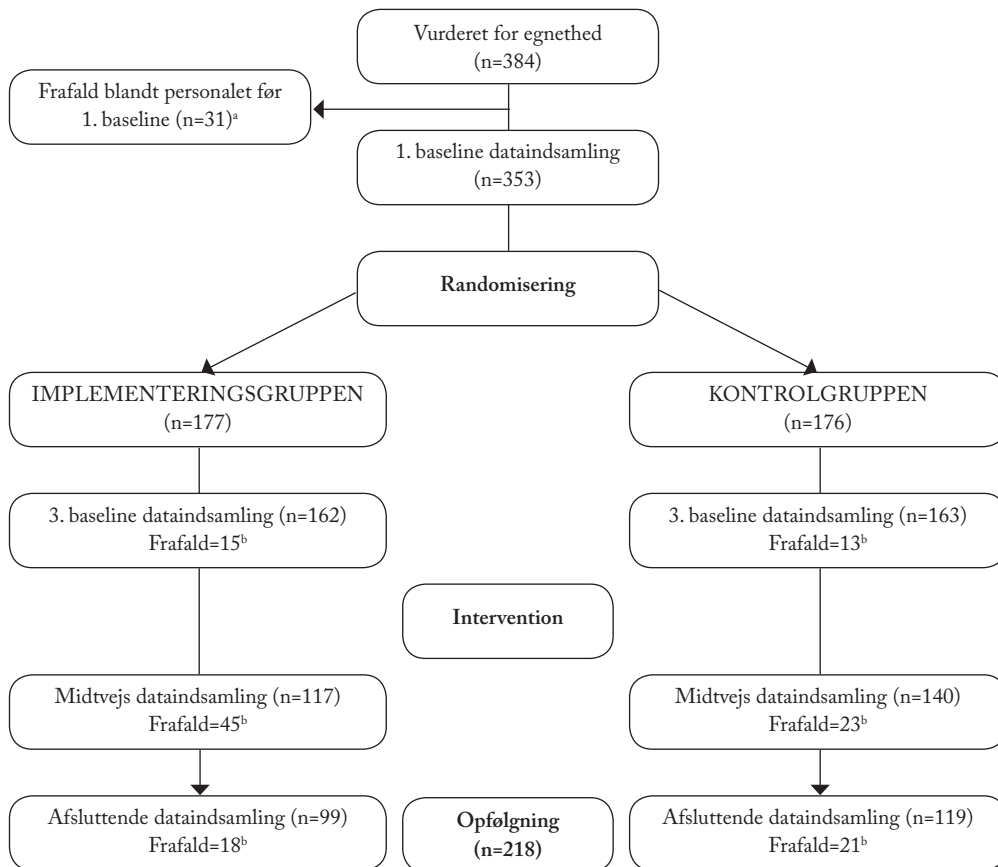 Vurderet for egnethed
(n=384)
Frafald blandt personalet før
1. baseline (n=31)ᵃ
1. baseline dataindsamling
(n=353)
Randomisering
IMPLEMENTERINGSGRUPPEN
(n=177)
KONTROLGRUPPEN
(n=176)
3. baseline dataindsamling (n=162)
Frafald=15ᵇ
3. baseline dataindsamling (n=163)
Frafald=13ᵇ
Intervention
Midtvejs dataindsamling (n=117)
Frafald=45ᵇ
Midtvejs dataindsamling (n=140)
Frafald=23ᵇ
Afsluttende dataindsamling (n=99)
Frafald=18ᵇ
Opfølgning
(n=218)
Afsluttende dataindsamling (n=119)
Frafald=21ᵇ